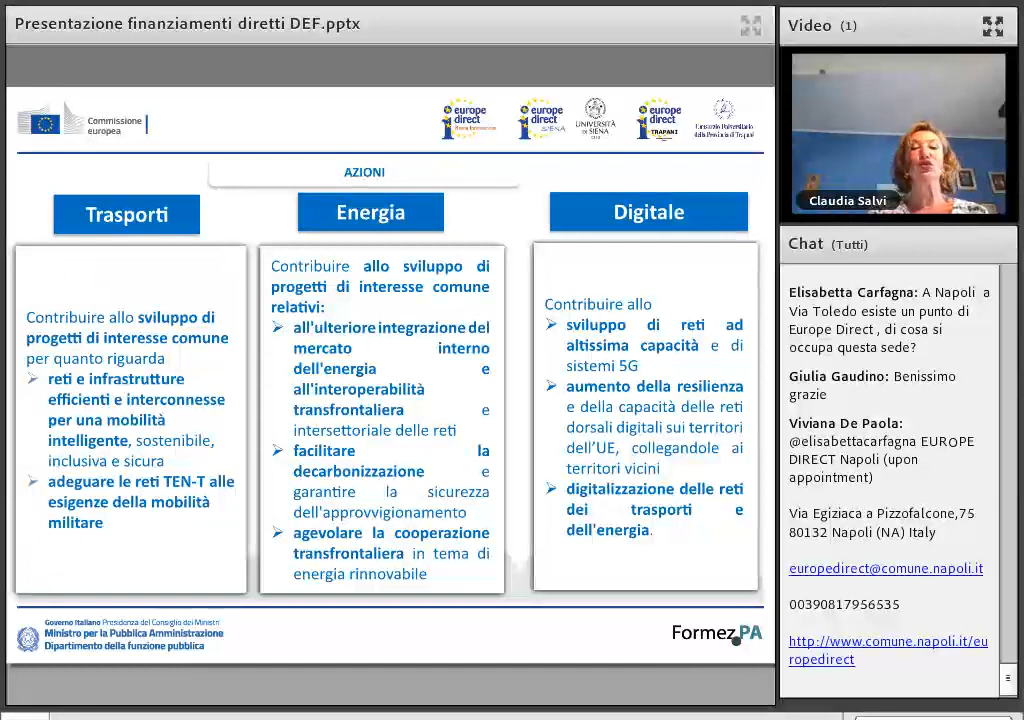 Presentazione finanziamenti diretti DEF.pptx
Commissione
europea
europe
direct
europe
direct
SIENA
UNIVERSITÀ
DI SIENA
1240
europe
direct
TRAPANI
AZIONI
Trasporti
Contribuire allo sviluppo di
progetti di interesse comune
per quanto riguarda
reti e infrastrutture
efficienti e interconnesse
per una mobilità
intelligente, sostenibile,
inclusiva e sicura
adeguare le reti TEN-T alle
esigenze della mobilità
militare
Energia
Contribuire allo sviluppo di
progetti di interesse comune
relativi:
all'ulteriore integrazione del
mercato interno
dell'energia e
all'interoperabilità
transfrontaliera e
intersettoriale delle reti
facilitare la
decarbonizzazione e
garantire la sicurezza
dell'approvvigionamento
agevolare la cooperazione
transfrontaliera in tema di
energia rinnovabile
Digitale
Contribuire allo
sviluppo di reti ad
altissima capacità e di
sistemi 5G
aumento della resilienza
e della capacità delle reti
dorsali digitali sui territori
dell'UE, collegandole ai
territori vicini
digitalizzazione delle reti
dei trasporti e
dell'energia.
Governo Italiano Presidenza del Consiglio dei Ministri
Ministro per la Pubblica Amministrazione
Dipartimento della funzione pubblica
Formez PA
Video (1)
Claudia Salvi
Chat (Tutti)
Elisabetta Carfagna: A Napoli a
Via Toledo esiste un punto di
Europe Direct , di cosa si
occupa questa sede?
Giulia Gaudino: Benissimo
grazie
Viviana De Paola:
@elisabettacarfagna EUROPE
DIRECT Napoli (upon
appointment)
Via Egiziaca a Pizzofalcone,75
80132 Napoli (NA) Italy
europedirect@comune.napoli.it
00390817956535
http://www.comune.napoli.it/eu
ropedirect